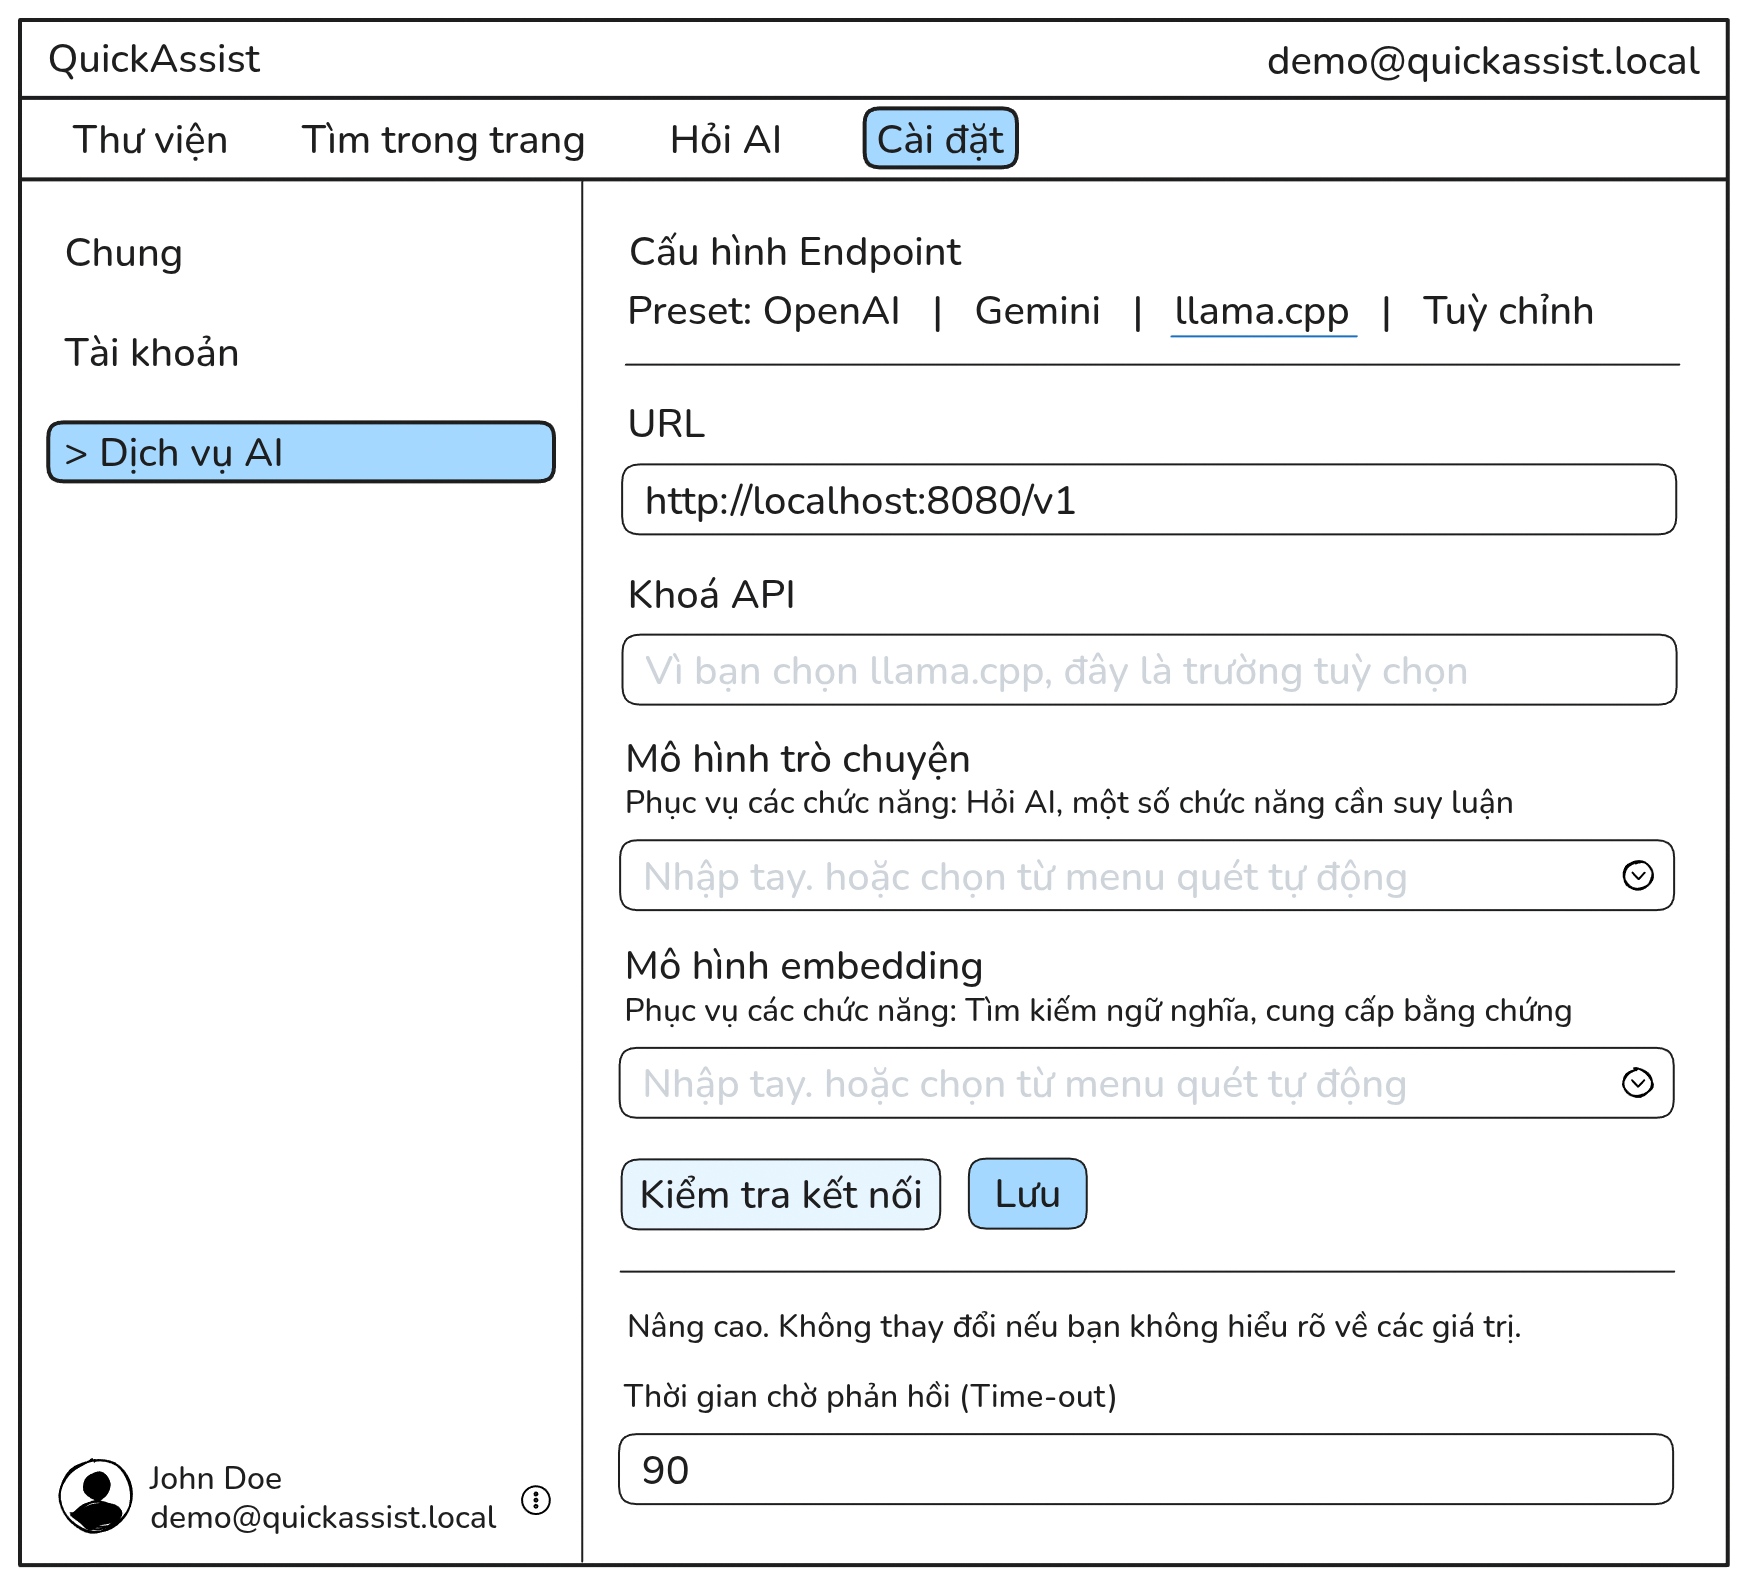 QuickAssist
demo@quickassist.local
Thư viện
Tìm trong trang
Hỏi AI
Cài đặt
Chung
Tài khoản
> Dịch vụ AI
John Doe
demo@quickassist.local
Cấu hình Endpoint
Preset: OpenAI | Gemini | llama.cpp | Tuỳ chỉnh
URL
http://localhost:8080/v1
Khoá API
Vì bạn chọn llama.cpp, đây là trường tuỳ chọn
Mô hình trò chuyện
Phục vụ các chức năng: Hỏi AI, một số chức năng cần suy luận
Nhập tay. hoặc chọn từ menu quét tự động
Mô hình embedding
Phục vụ các chức năng: Tìm kiếm ngữ nghĩa, cung cấp bằng chứng
Nhập tay. hoặc chọn từ menu quét tự động
Kiểm tra kết nối
Lưu
Nâng cao. Không thay đổi nếu bạn không hiểu rõ về các giá trị.
Thời gian chờ phản hồi (Time-out)
90